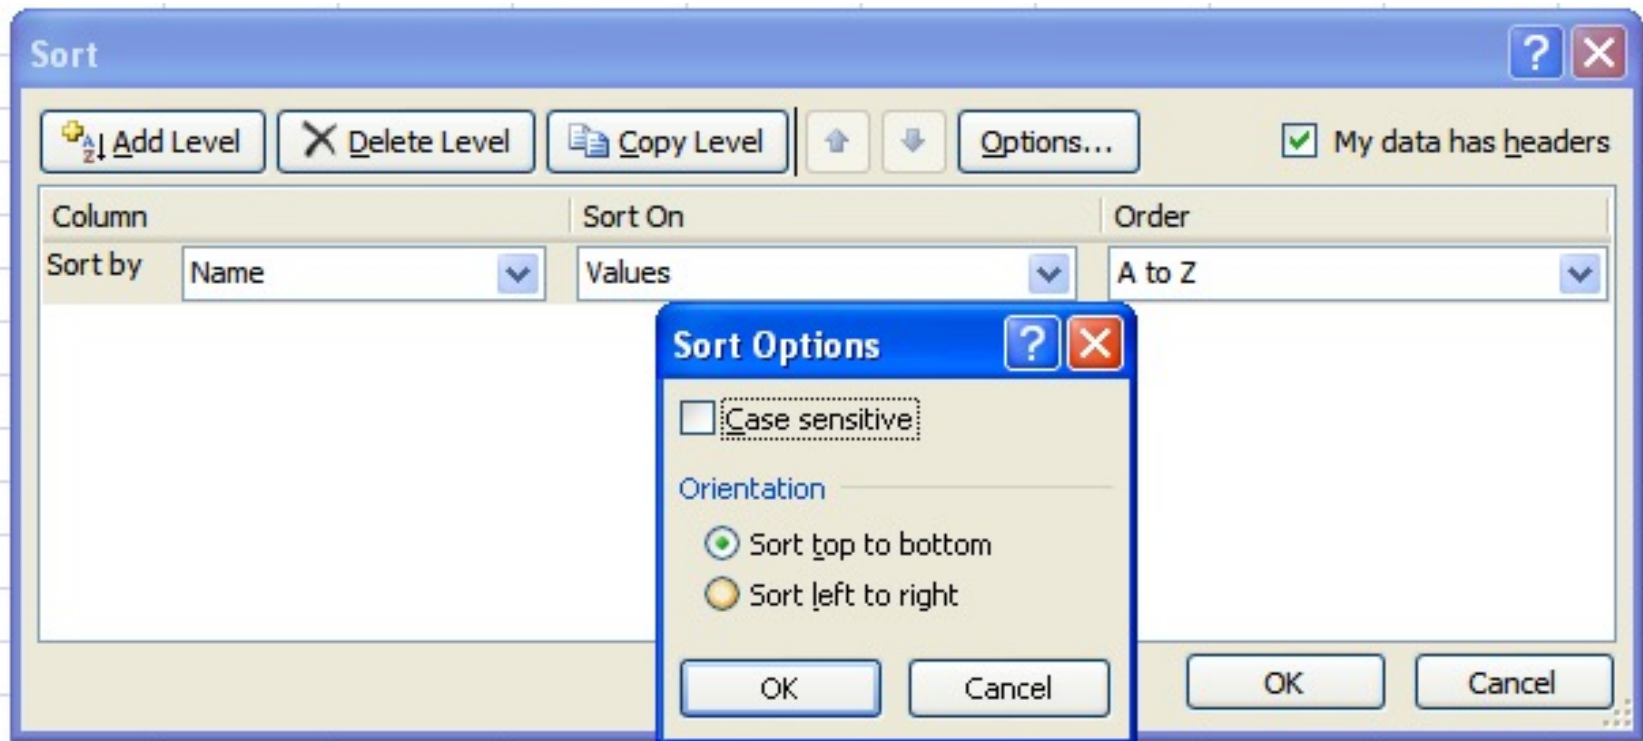 Sort
Add Level Delete Level Copy Level Options... My data has headers
Column Sort On Order
Sort by Name Values A to Z
Sort Options
Case sensitive
Orientation
Sort top to bottom
Sort left to right
OK Cancel
OK Cancel